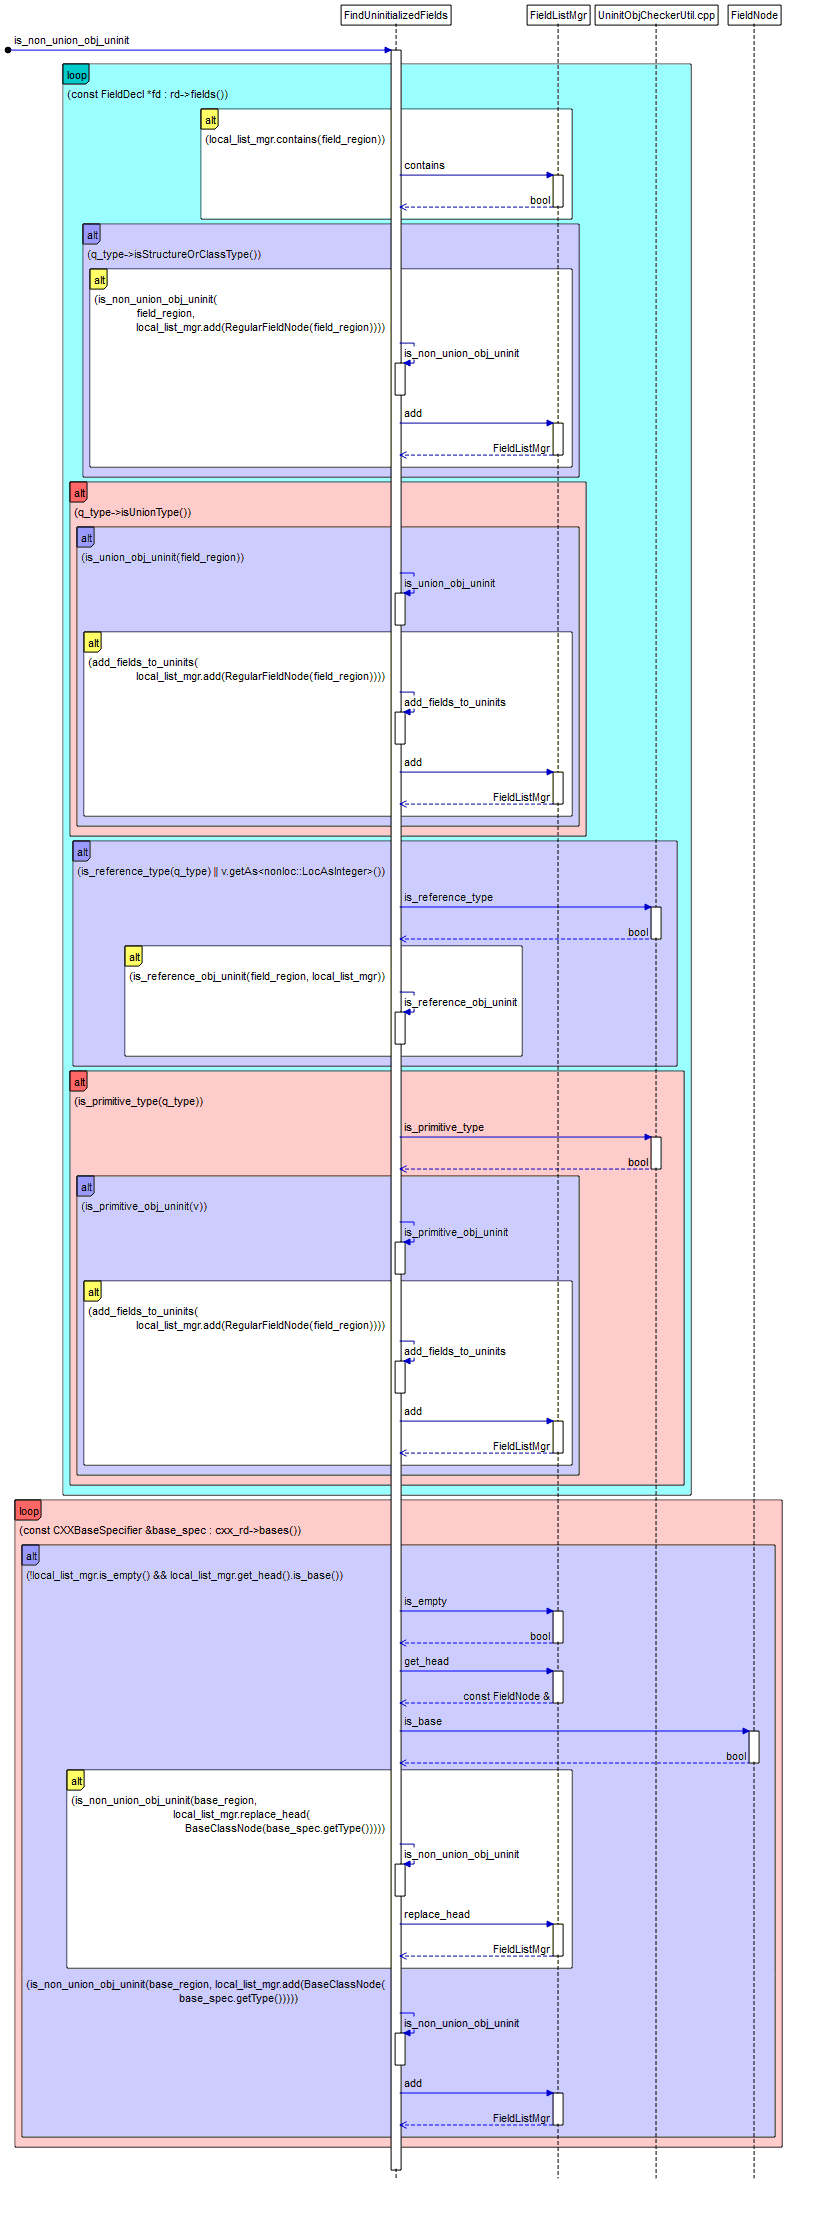 FindUninitializedFields
FieldListMgr
UninitObjCheckerUtil.cpp
FieldNode
is_non_union_obj_uninit
loop
(const FieldDecl *fd : rd->fields())
alt
(local_list_mgr.contains(field_region))
contains
bool
alt
(q_type->isStructureOrClassType())
alt
(is_non_union_obj_uninit(
field_region,
local_list_mgr.add(RegularFieldNode(field_region))))
is_non_union_obj_uninit
add
FieldListMgr
alt
(q_type->isUnionType())
alt
(is_union_obj_uninit(field_region))
is_union_obj_uninit
alt
(add_fields_to_uninits(
local_list_mgr.add(RegularFieldNode(field_region))))
add_fields_to_uninits
add
FieldListMgr
alt
(is_reference_type(q_type) || v.getAs<nonloc::LocAsInteger>())
is_reference_type
bool
alt
(is_reference_obj_uninit(field_region, local_list_mgr))
is_reference_obj_uninit
alt
(is_primitive_type(q_type))
is_primitive_type
bool
alt
(is_primitive_obj_uninit(v))
is_primitive_obj_uninit
alt
(add_fields_to_uninits(
local_list_mgr.add(RegularFieldNode(field_region))))
add_fields_to_uninits
add
FieldListMgr
loop
(const CXXBaseSpecifier &base_spec : cxx_rd->bases())
alt
(!local_list_mgr.is_empty() && local_list_mgr.get_head().is_base())
is_empty
bool
get_head
const FieldNode &
is_base
bool
alt
(is_non_union_obj_uninit(base_region,
local_list_mgr.replace_head(
BaseClassNode(base_spec.getType()))))
is_non_union_obj_uninit
replace_head
FieldListMgr
(is_non_union_obj_uninit(base_region, local_list_mgr.add(BaseClassNode(
base_spec.getType()))))
is_non_union_obj_uninit
add
FieldListMgr